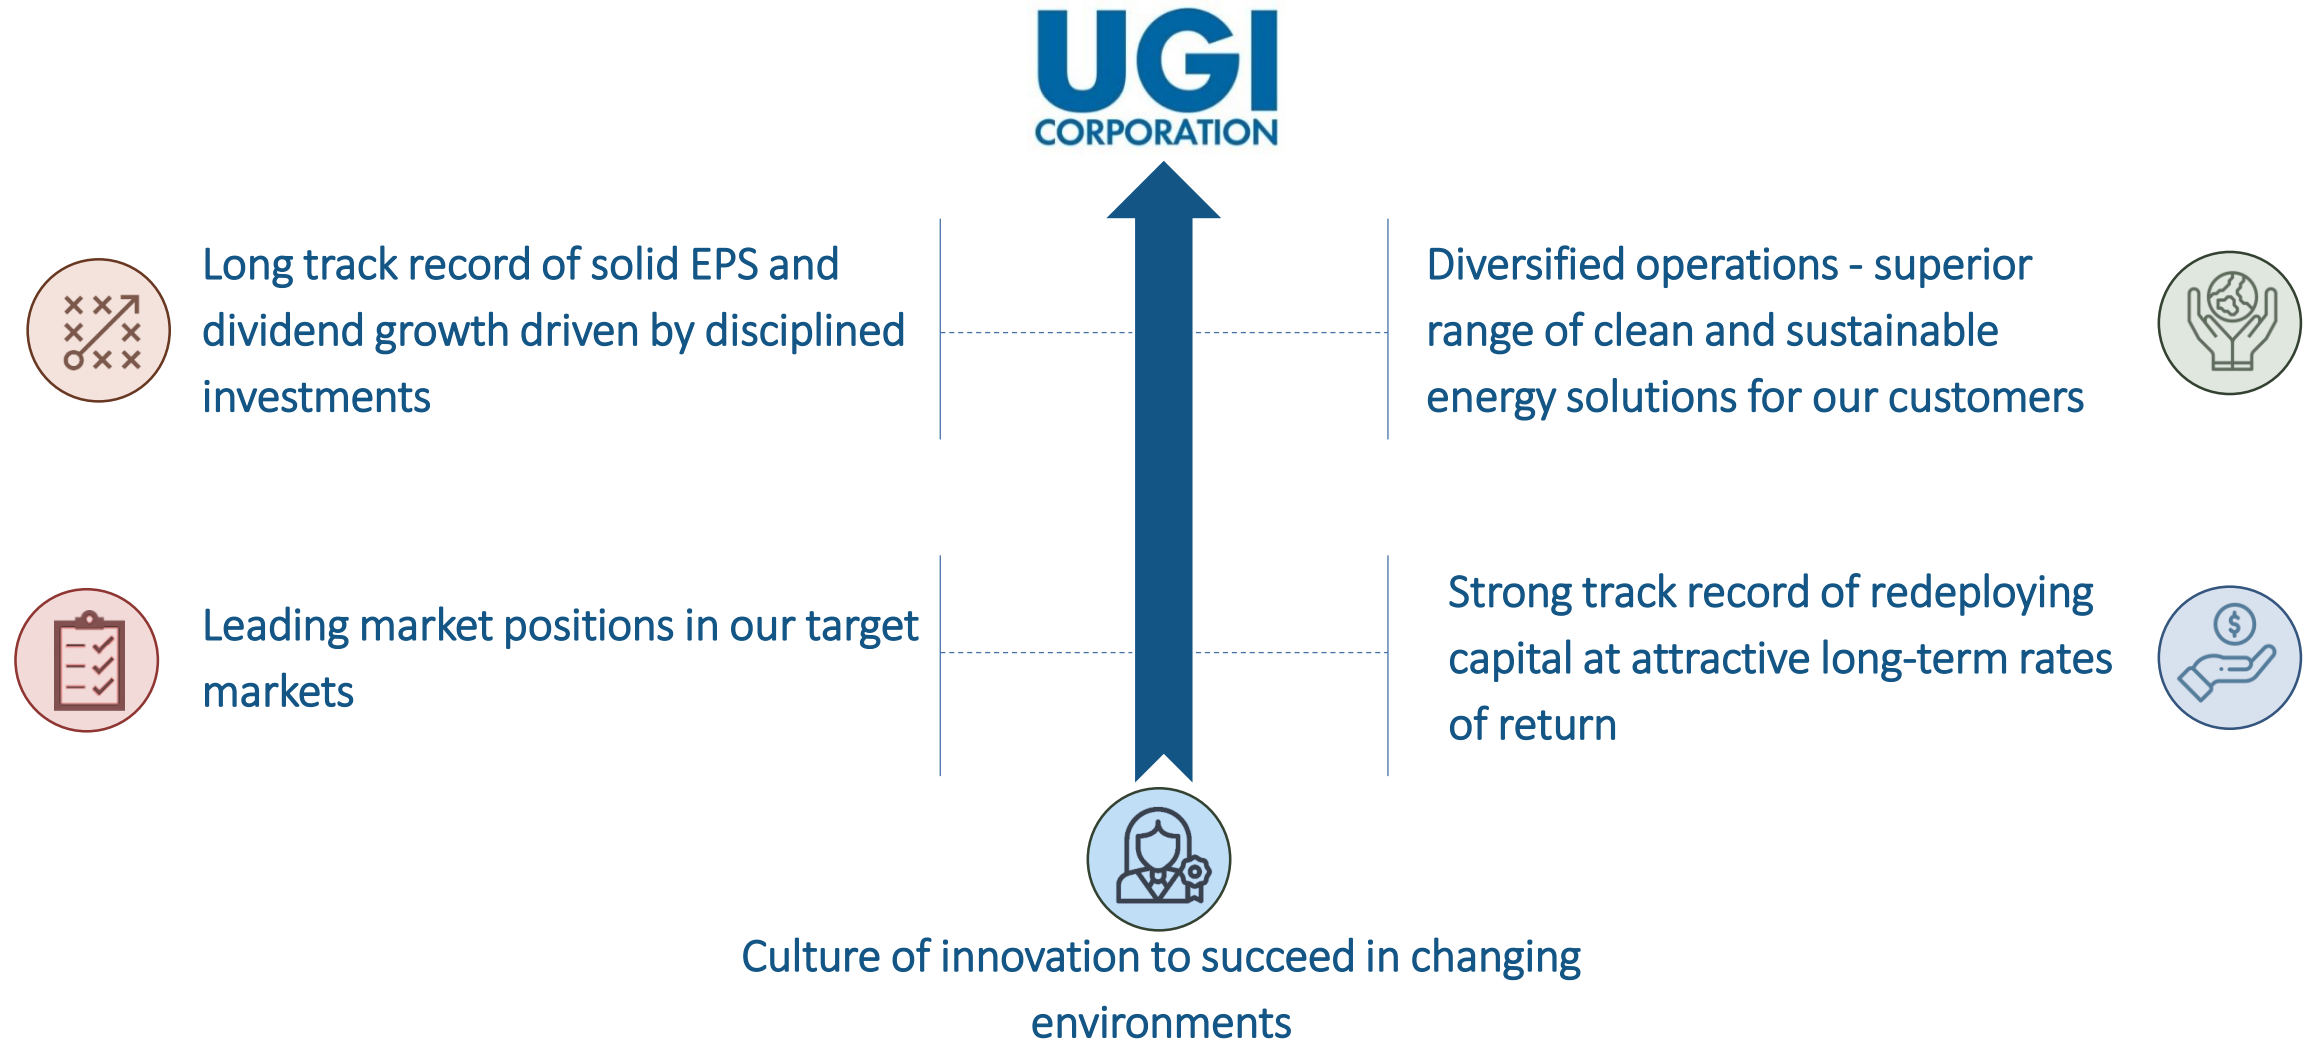 UGI
CORPORATION
Long track record of solid EPS and
dividend growth driven by disciplined
investments
Diversified operations - superior
range of clean and sustainable
energy solutions for our customers
Leading market positions in our target
markets
Strong track record of redeploying
capital at attractive long-term rates
of return
$
Culture of innovation to succeed in changing
environments